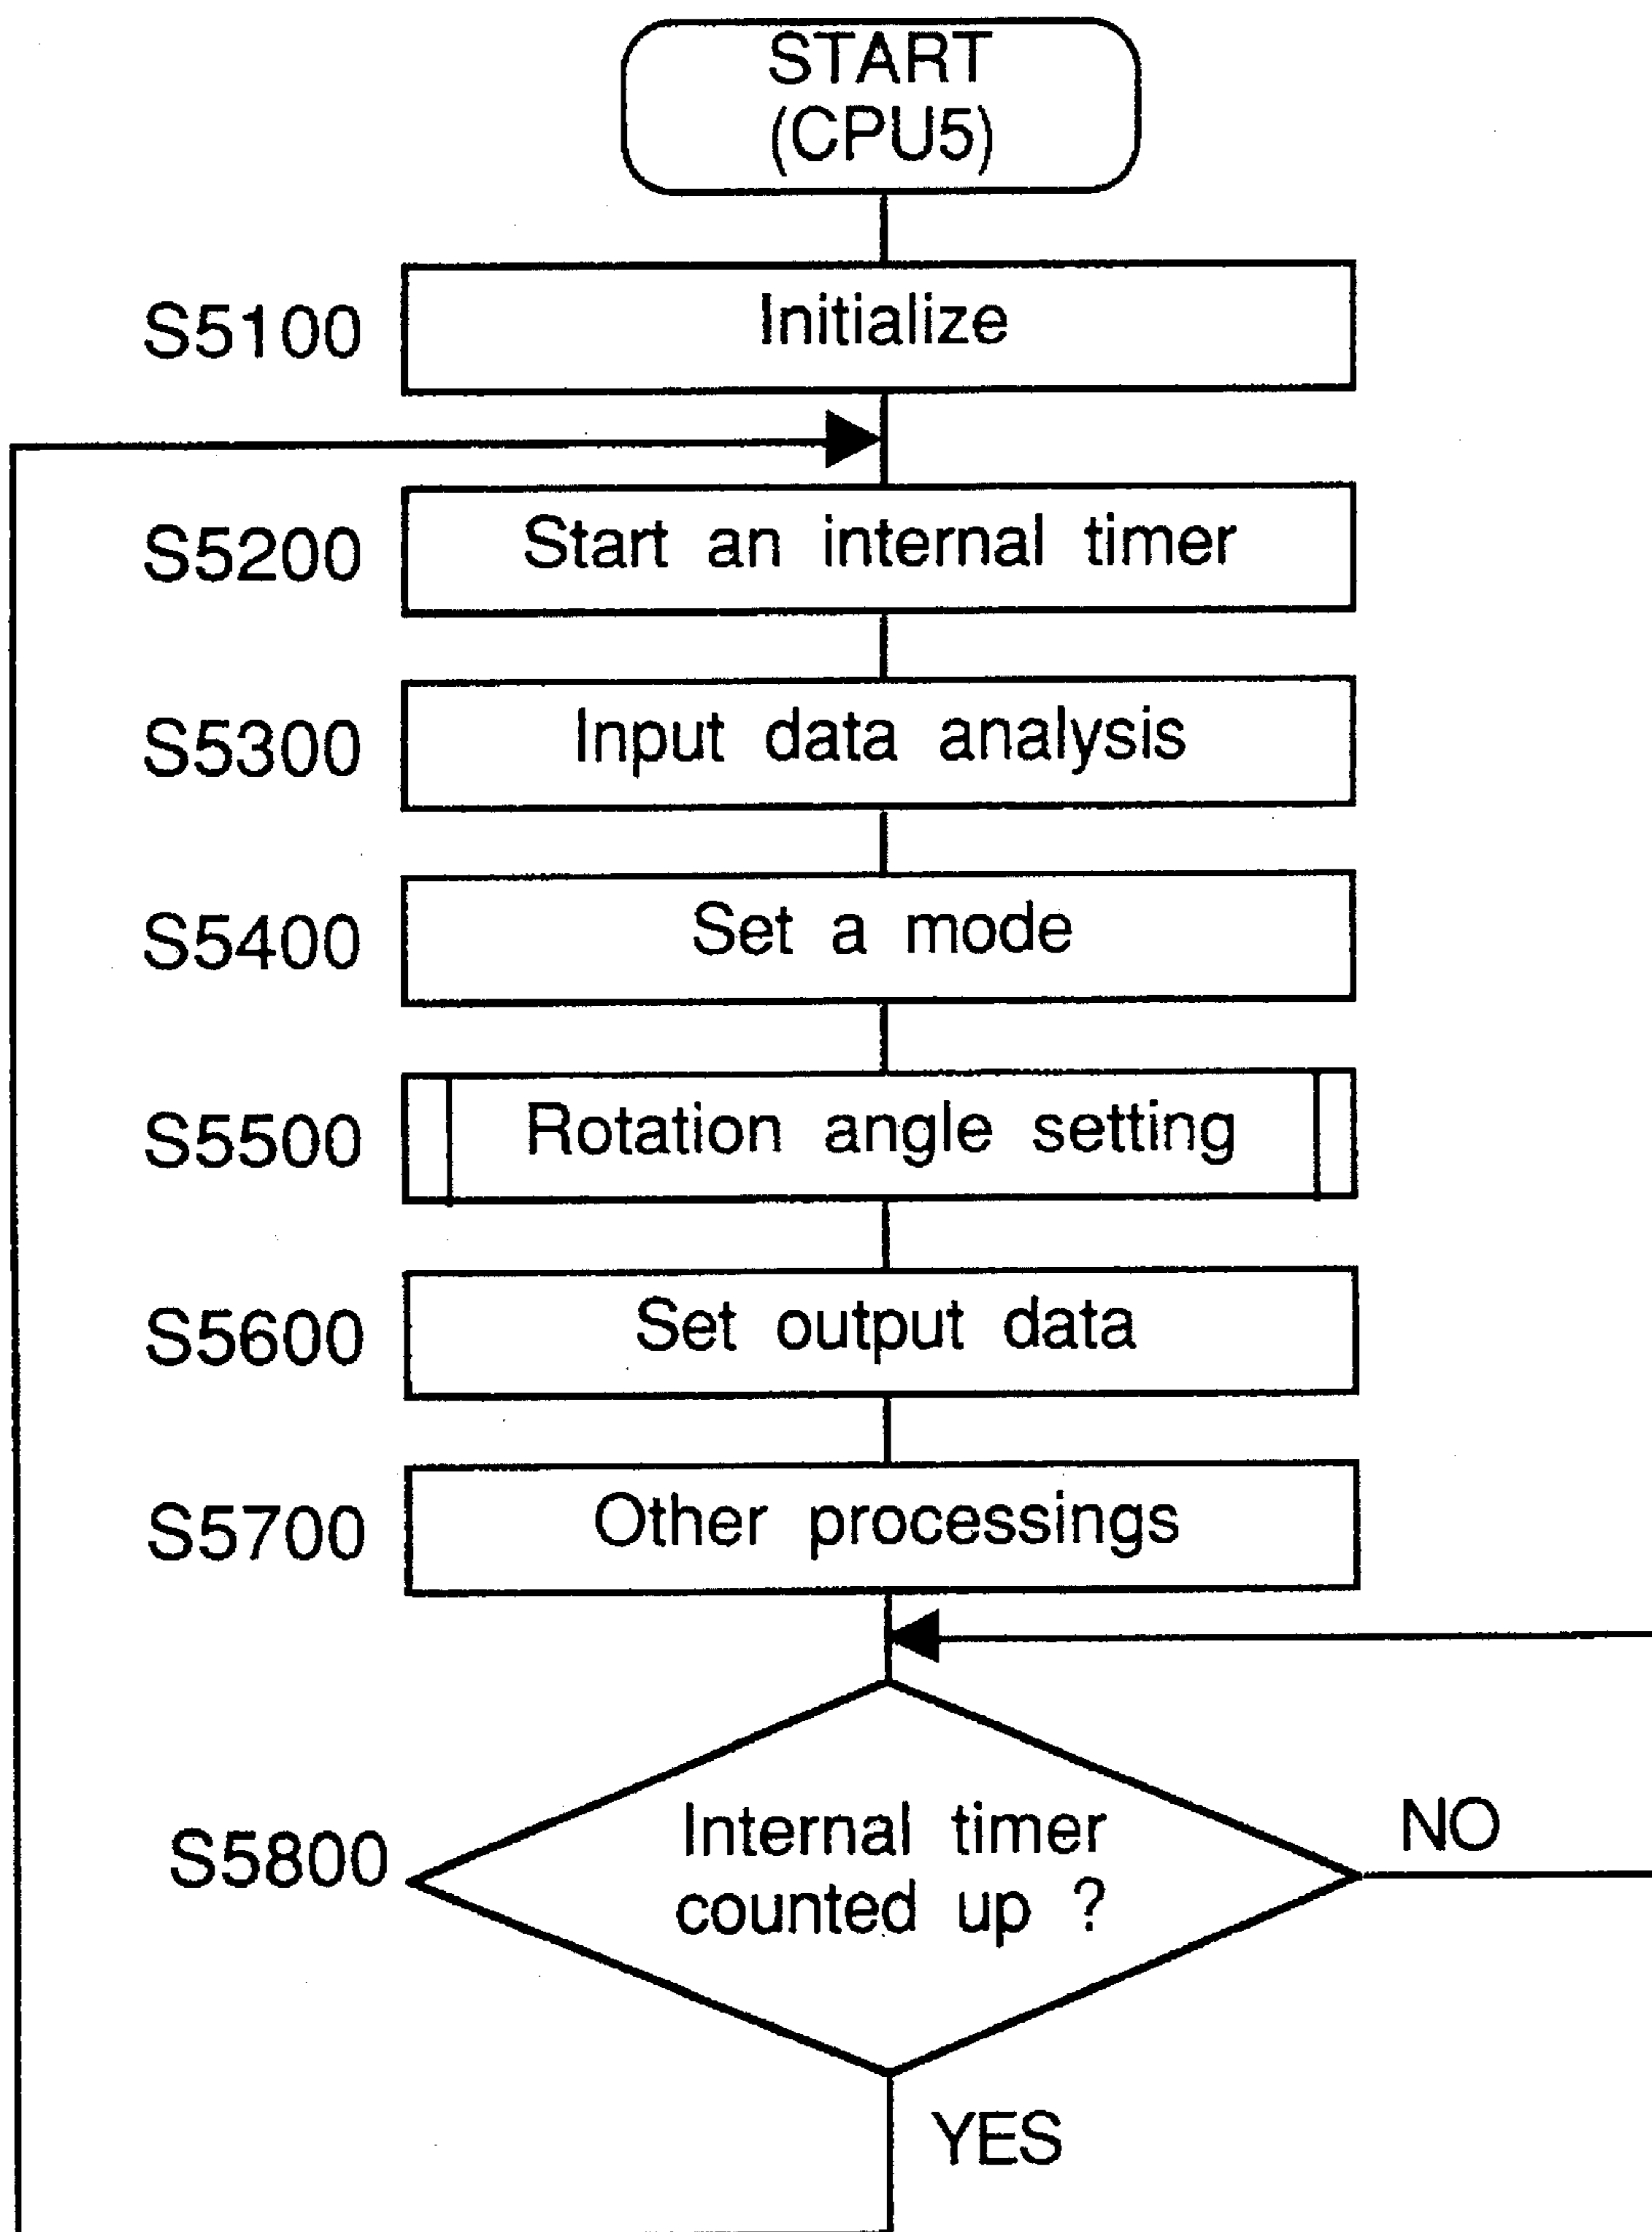 START
(CPU5)
S5100
Initialize
S5200
Start an internal timer
S5300
Input data analysis
S5400
Set a mode
S5500
Rotation angle setting
S5600
Set output data
S5700
Other processings
S5800
Internal timer
counted up ?
NO
YES